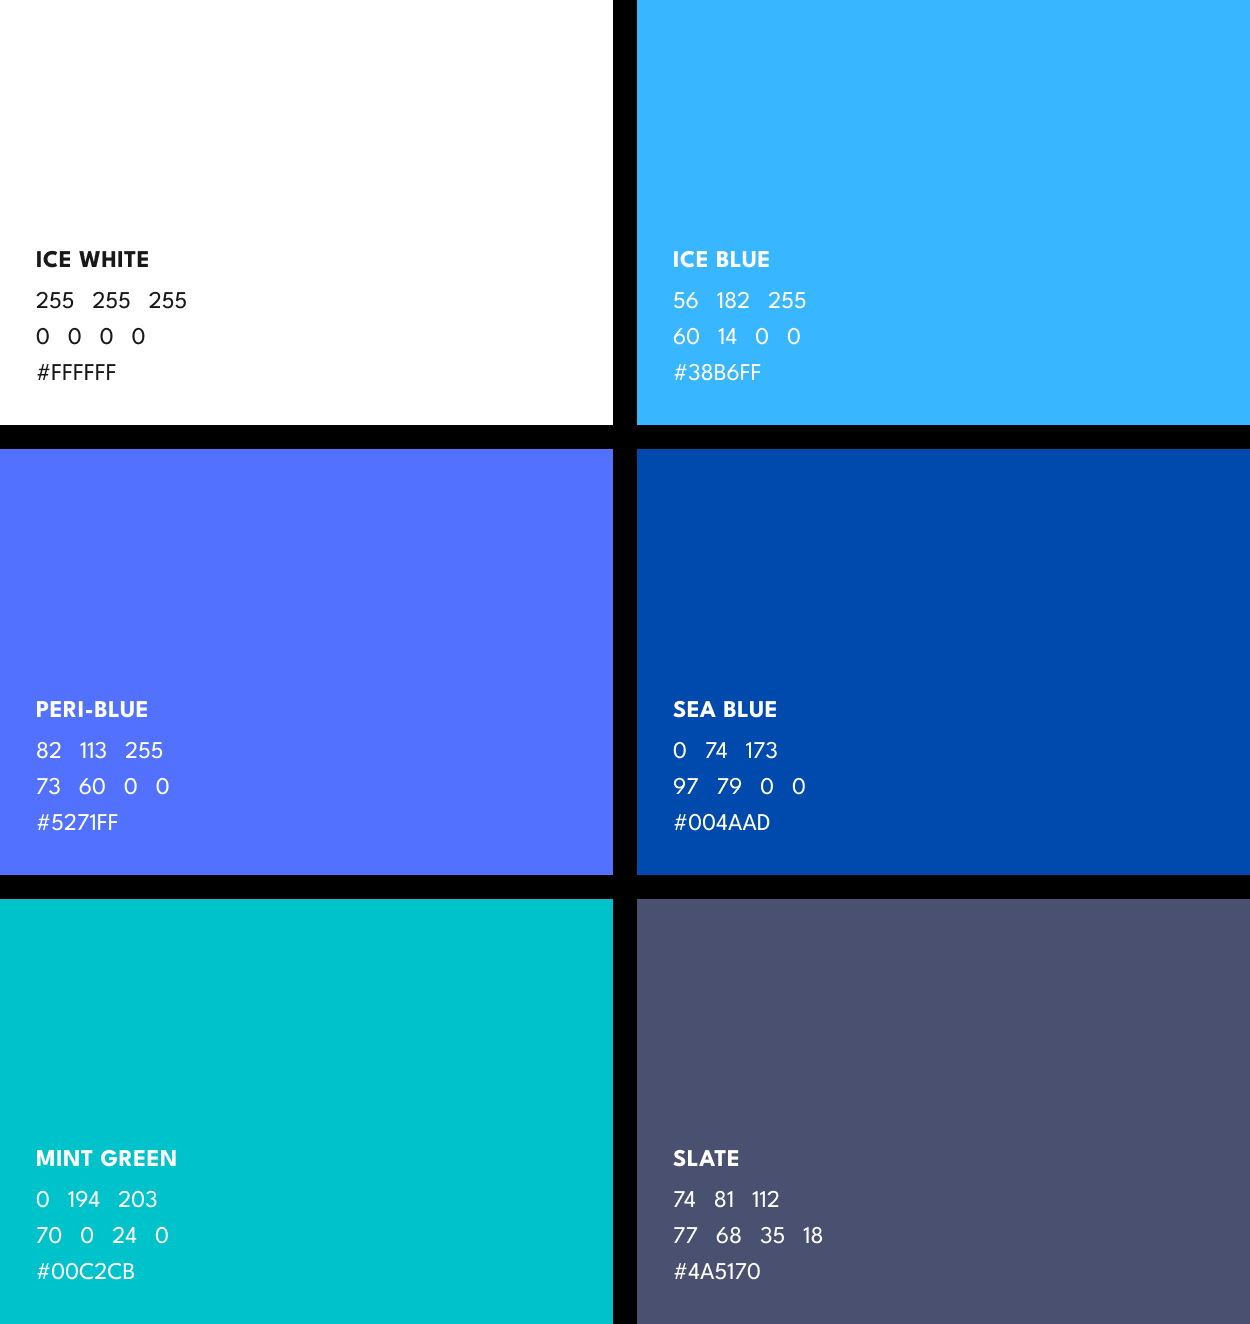 ICE WHITE
255 255 255
0 0 0 0
#FFFFFF
ICE BLUE
56 182 255
60 14 0 0
#38B6FF
PERI-BLUE
82 113 255
73 60 0 0
#5271FF
SEA BLUE
0 74 173
97 79 0 0
#004AAD
MINT GREEN
0 194 203
70 0 24 0
#00C2CB
SLATE
74 81 112
77 68 35 18
#4A5170